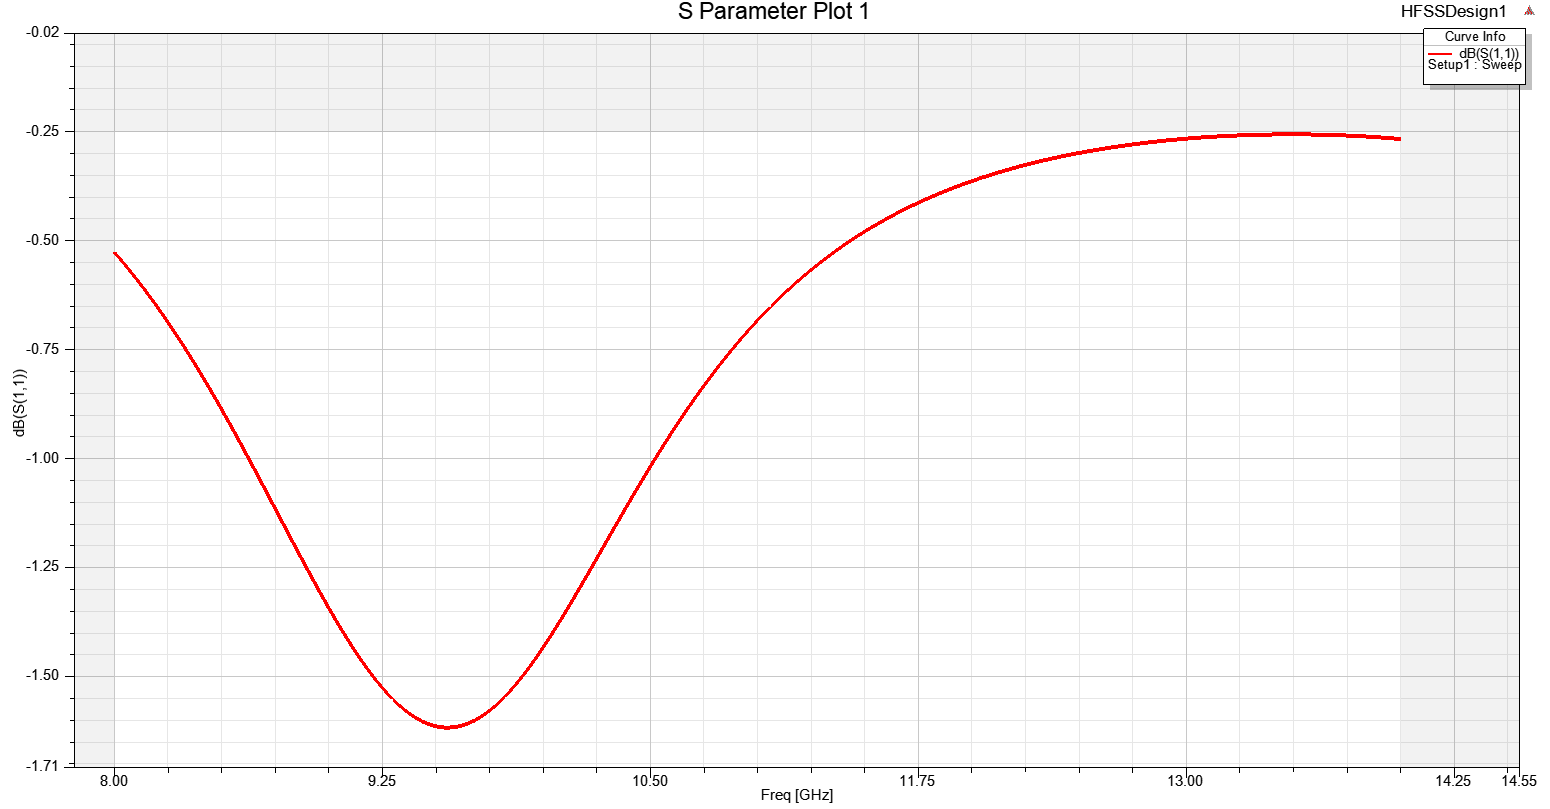 S Parameter Plot 1
HFSSDesign1
Curve Info
dB(S(1,1))
Setup1 : Sweep
-0.02
-0.25
-0.50
-0.75
-1.00
-1.25
-1.50
-1.71
dB(S(1,1))
8.00 9.25 10.50 11.75 13.00 14.25 14.55
Freq [GHz]